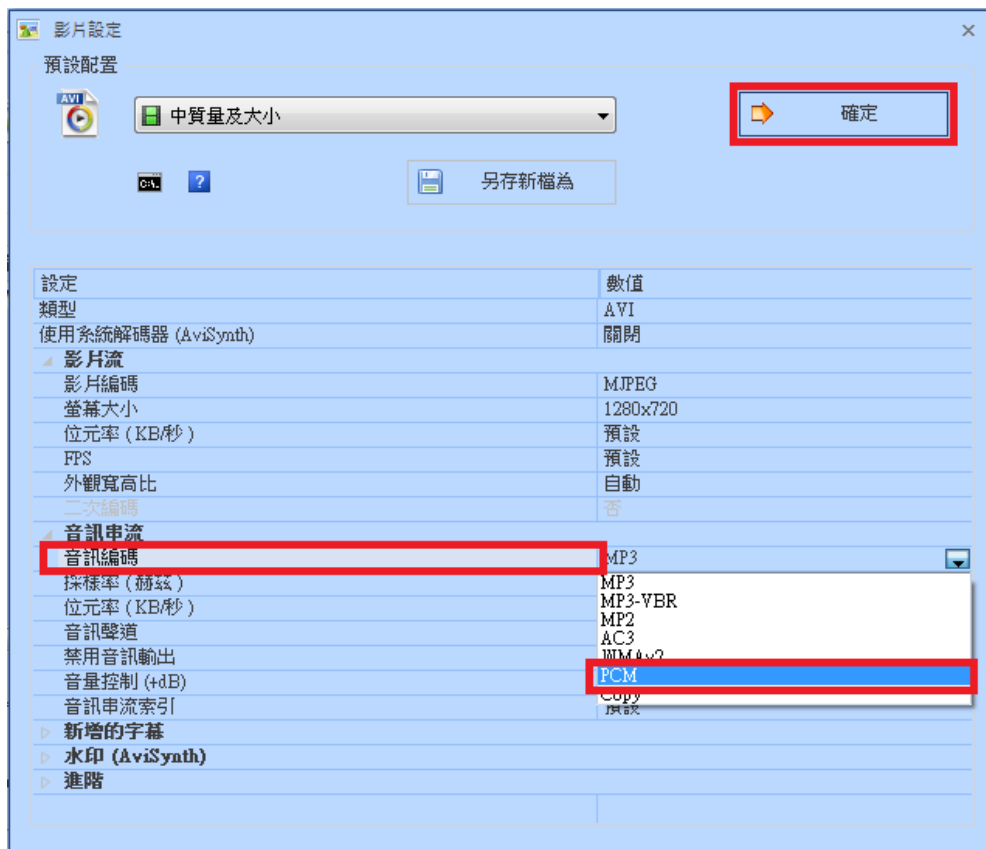 影片設定
預設配置
AVI
中質量及大小
確定
C:\.
?
另存新檔為
設定 數值
類型 AVI
使用系統解碼器 (AviSynth) 關閉
影片流
影片編碼 MJPEG
螢幕大小 1280x720
位元率 ( KB/秒 ) 預設
FPS 預設
外觀寬高比 自動
二次編碼 否
音訊串流
音訊編碼 MP3
採樣率 ( 赫茲 ) MP3
位元率 ( KB/秒 ) MP3-VBR
MP2
音訊聲道 AC3
禁用音訊輸出 WMAv2
音量控制 (+dB) PCM
Copy
音訊串流索引 預設
新增的字幕
水印 (AviSynth)
進階